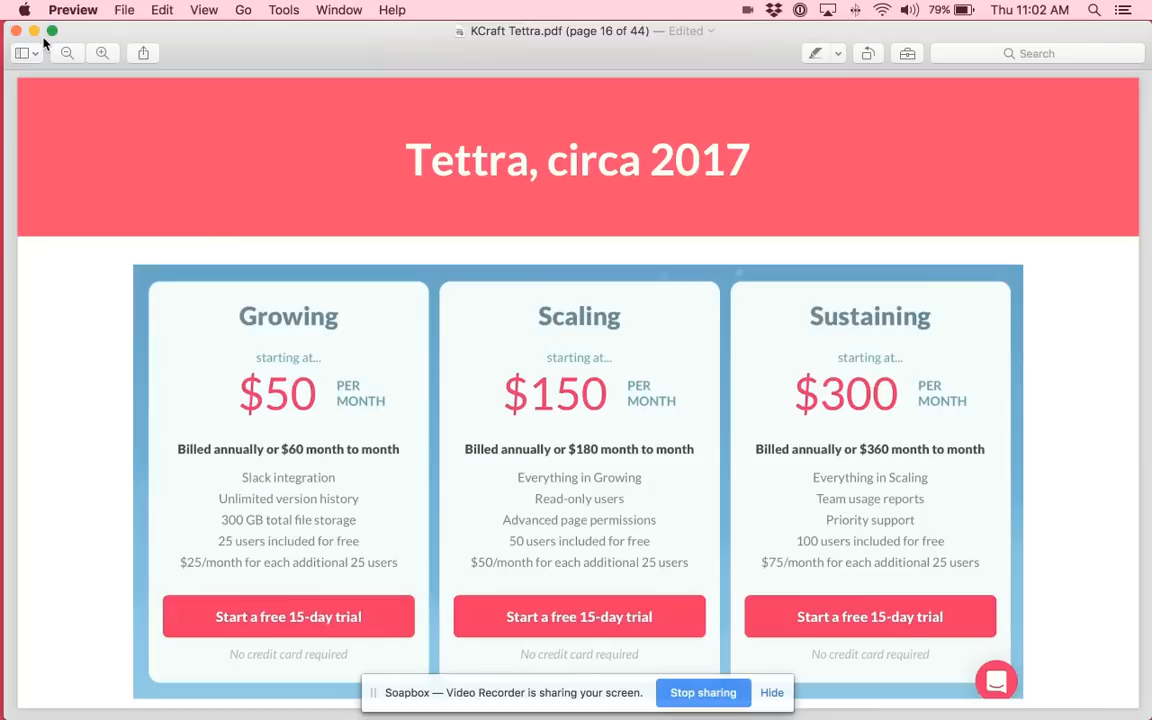 Preview File Edit View Go Tools Window Help 79% Thu 11:02 AM
KCraft Tettra.pdf (page 16 of 44) — Edited
Search
Tettra, circa 2017
Growing
starting at...
$50 PER MONTH
Billed annually or $60 month to month
Slack integration
Unlimited version history
300 GB total file storage
25 users included for free
$25/month for each additional 25 users
Start a free 15-day trial
No credit card required
Scaling
starting at...
$150 PER MONTH
Billed annually or $180 month to month
Everything in Growing
Read-only users
Advanced page permissions
50 users included for free
$50/month for each additional 25 users
Start a free 15-day trial
No credit card required
Sustaining
starting at...
$300 PER MONTH
Billed annually or $360 month to month
Everything in Scaling
Team usage reports
Priority support
100 users included for free
$75/month for each additional 25 users
Start a free 15-day trial
No credit card required
Soapbox — Video Recorder is sharing your screen. Stop sharing Hide